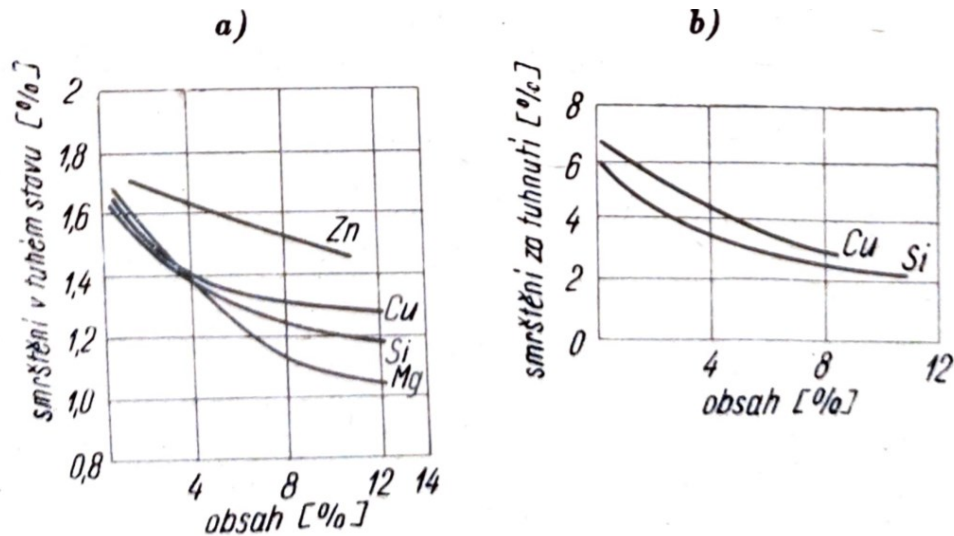 a)
smrštění v tuhém stavu [%]
2
1,8
1,6
1,4
1,2
1,0
0,8
Zn
Cu
Si
Mg
4 8 12 14
obsah [%]
b)
smrštění za tuhnutí [%]
8
6
4
2
0
Cu Si
4 8 12
obsah [%]